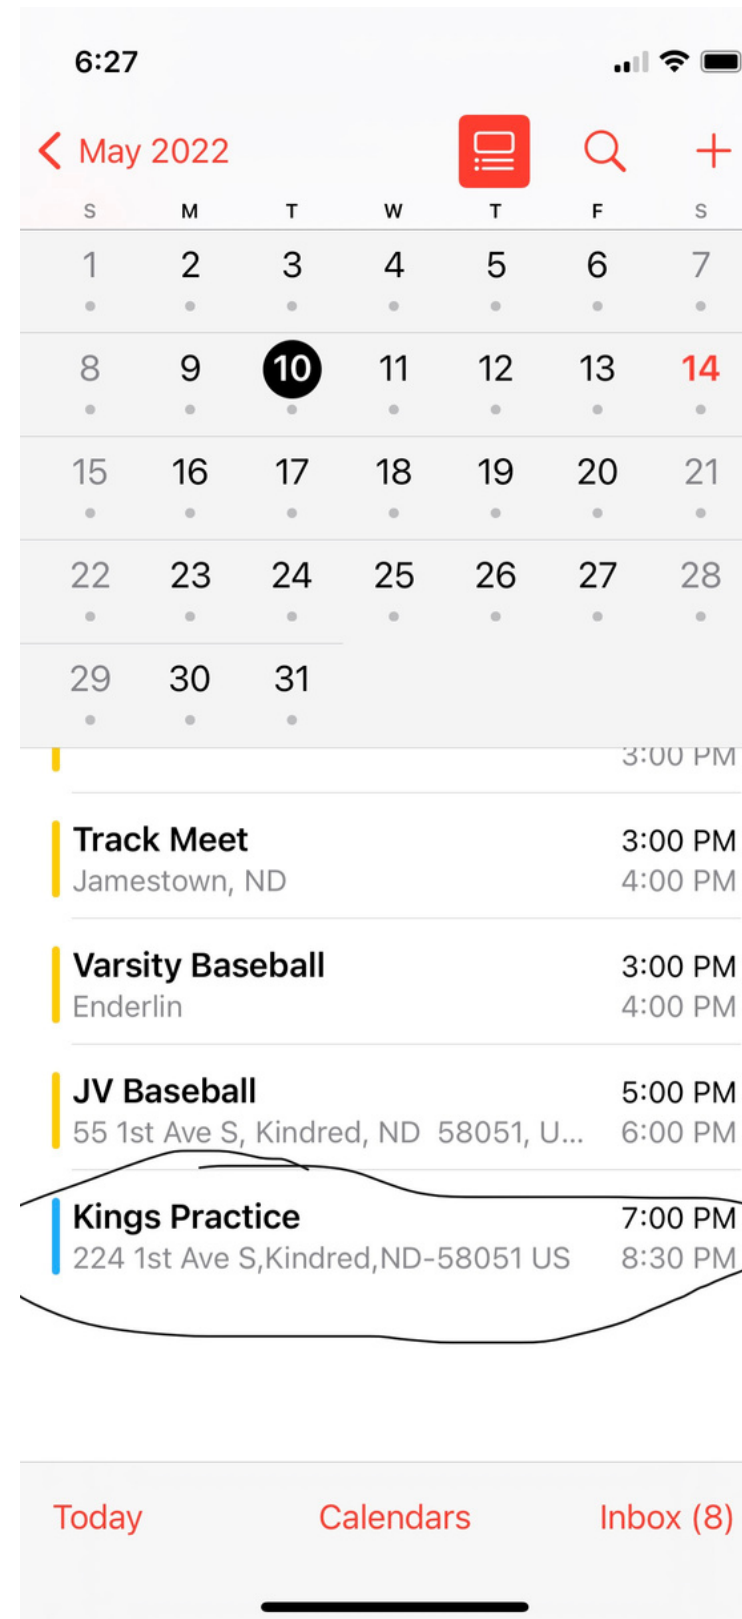 6:27
May 2022
S M T W T F S
1 2 3 4 5 6 7
8 9 10 11 12 13 14
15 16 17 18 19 20 21
22 23 24 25 26 27 28
29 30 31
3:00 PM
Track Meet 3:00 PM
Jamestown, ND 4:00 PM
Varsity Baseball 3:00 PM
Enderlin 4:00 PM
JV Baseball 5:00 PM
55 1st Ave S, Kindred, ND  58051, U... 6:00 PM
Kings Practice 7:00 PM
224 1st Ave S,Kindred,ND-58051 US 8:30 PM
Today Calendars Inbox (8)